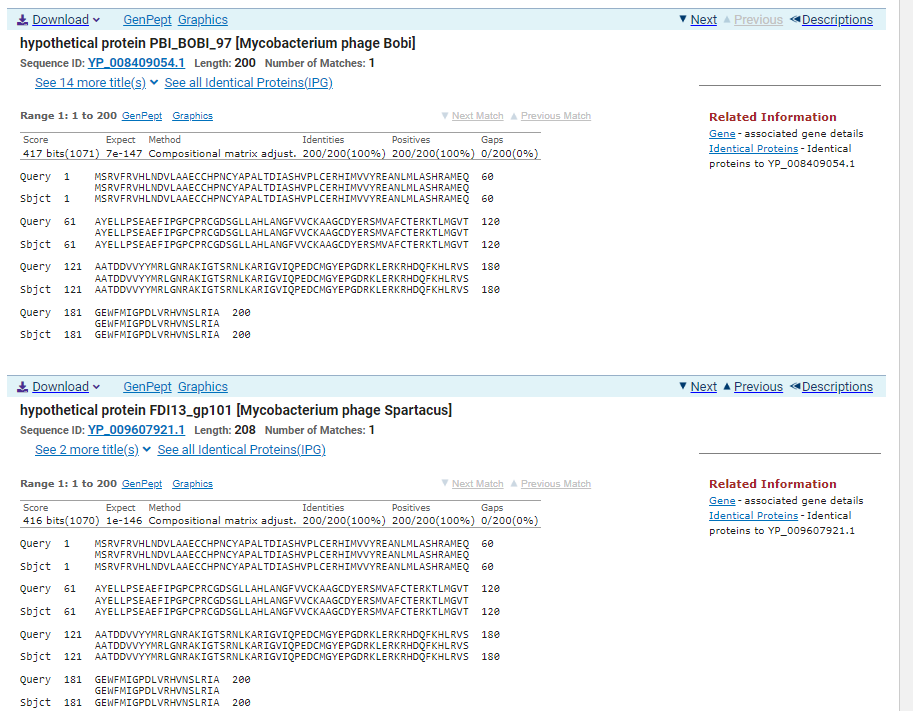 Download GenPept Graphics Next Previous Descriptions
hypothetical protein PBI_BOBI_97 [Mycobacterium phage Bobi]
Sequence ID: YP_008409054.1 Length: 200 Number of Matches: 1
See 14 more title(s) See all Identical Proteins(IPG)
Range 1: 1 to 200 GenPept Graphics Next Match Previous Match
Related Information
Gene - associated gene details
Identical Proteins - Identical
proteins to YP_008409054.1
Score Expect Method Identities Positives Gaps
417 bits(1071) 7e-147 Compositional matrix adjust. 200/200(100%) 200/200(100%) 0/200(0%)
Query 1 MSRVFRVHLNDVLAAECCHPNCYAPALTDIASHVPLCERHIMVVYREANLMLASHRAMEQ 60
MSRVFRVHLNDVLAAECCHPNCYAPALTDIASHVPLCERHIMVVYREANLMLASHRAMEQ
Sbjct 1 MSRVFRVHLNDVLAAECCHPNCYAPALTDIASHVPLCERHIMVVYREANLMLASHRAMEQ 60
Query 61 AYELLPSEAEFIPGPCPRCGDSGLLAHLANGFVVCKAAGCDYERSMVAFCTERKTLMGVT 120
AYELLPSEAEFIPGPCPRCGDSGLLAHLANGFVVCKAAGCDYERSMVAFCTERKTLMGVT
Sbjct 61 AYELLPSEAEFIPGPCPRCGDSGLLAHLANGFVVCKAAGCDYERSMVAFCTERKTLMGVT 120
Query 121 AATDDVVYYMRLGNRAKIGTSRNLKARIGVIQPEDCMGYEPGDRKLERKRHDQFKHLRVS 180
AATDDVVYYMRLGNRAKIGTSRNLKARIGVIQPEDCMGYEPGDRKLERKRHDQFKHLRVS
Sbjct 121 AATDDVVYYMRLGNRAKIGTSRNLKARIGVIQPEDCMGYEPGDRKLERKRHDQFKHLRVS 180
Query 181 GEWFMIGPDLVRHVNSLRIA 200
GEWFMIGPDLVRHVNSLRIA
Sbjct 181 GEWFMIGPDLVRHVNSLRIA 200
Download GenPept Graphics Next Previous Descriptions
hypothetical protein FDI13_gp101 [Mycobacterium phage Spartacus]
Sequence ID: YP_009607921.1 Length: 208 Number of Matches: 1
See 2 more title(s) See all Identical Proteins(IPG)
Range 1: 1 to 200 GenPept Graphics Next Match Previous Match
Related Information
Gene - associated gene details
Identical Proteins - Identical
proteins to YP_009607921.1
Score Expect Method Identities Positives Gaps
416 bits(1070) 1e-146 Compositional matrix adjust. 200/200(100%) 200/200(100%) 0/200(0%)
Query 1 MSRVFRVHLNDVLAAECCHPNCYAPALTDIASHVPLCERHIMVVYREANLMLASHRAMEQ 60
MSRVFRVHLNDVLAAECCHPNCYAPALTDIASHVPLCERHIMVVYREANLMLASHRAMEQ
Sbjct 1 MSRVFRVHLNDVLAAECCHPNCYAPALTDIASHVPLCERHIMVVYREANLMLASHRAMEQ 60
Query 61 AYELLPSEAEFIPGPCPRCGDSGLLAHLANGFVVCKAAGCDYERSMVAFCTERKTLMGVT 120
AYELLPSEAEFIPGPCPRCGDSGLLAHLANGFVVCKAAGCDYERSMVAFCTERKTLMGVT
Sbjct 61 AYELLPSEAEFIPGPCPRCGDSGLLAHLANGFVVCKAAGCDYERSMVAFCTERKTLMGVT 120
Query 121 AATDDVVYYMRLGNRAKIGTSRNLKARIGVIQPEDCMGYEPGDRKLERKRHDQFKHLRVS 180
AATDDVVYYMRLGNRAKIGTSRNLKARIGVIQPEDCMGYEPGDRKLERKRHDQFKHLRVS
Sbjct 121 AATDDVVYYMRLGNRAKIGTSRNLKARIGVIQPEDCMGYEPGDRKLERKRHDQFKHLRVS 180
Query 181 GEWFMIGPDLVRHVNSLRIA 200
GEWFMIGPDLVRHVNSLRIA
Sbjct 181 GEWFMIGPDLVRHVNSLRIA 200